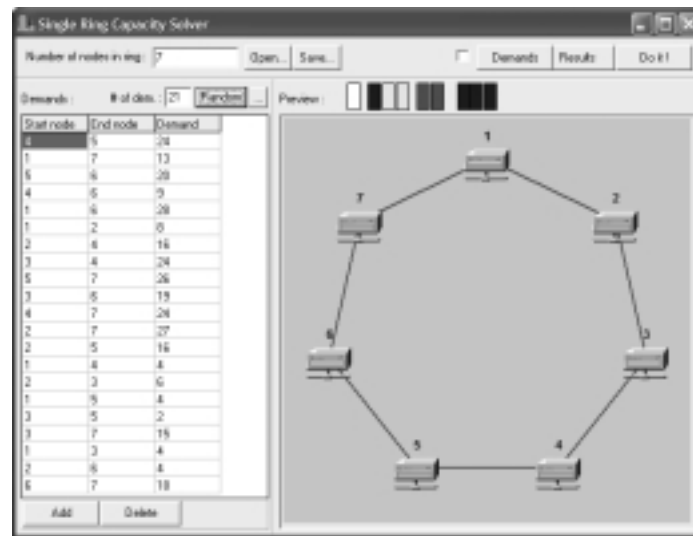 Single Ring Capacity Solver
Number of nodes in ring: 7 Open... Save... Demands Results Do it!
Demands : # of dem.: 21 Random ... Preview :
Start node End node Demand
4 5 24
1 7 13
5 6 20
4 6 9
1 6 28
1 2 8
2 4 16
3 4 24
5 7 26
3 6 19
4 7 24
2 7 27
2 5 16
1 4 4
2 3 6
1 5 4
3 5 2
3 7 15
1 3 4
2 6 4
6 7 10
Add Delete
1
7
2
6
3
5
4